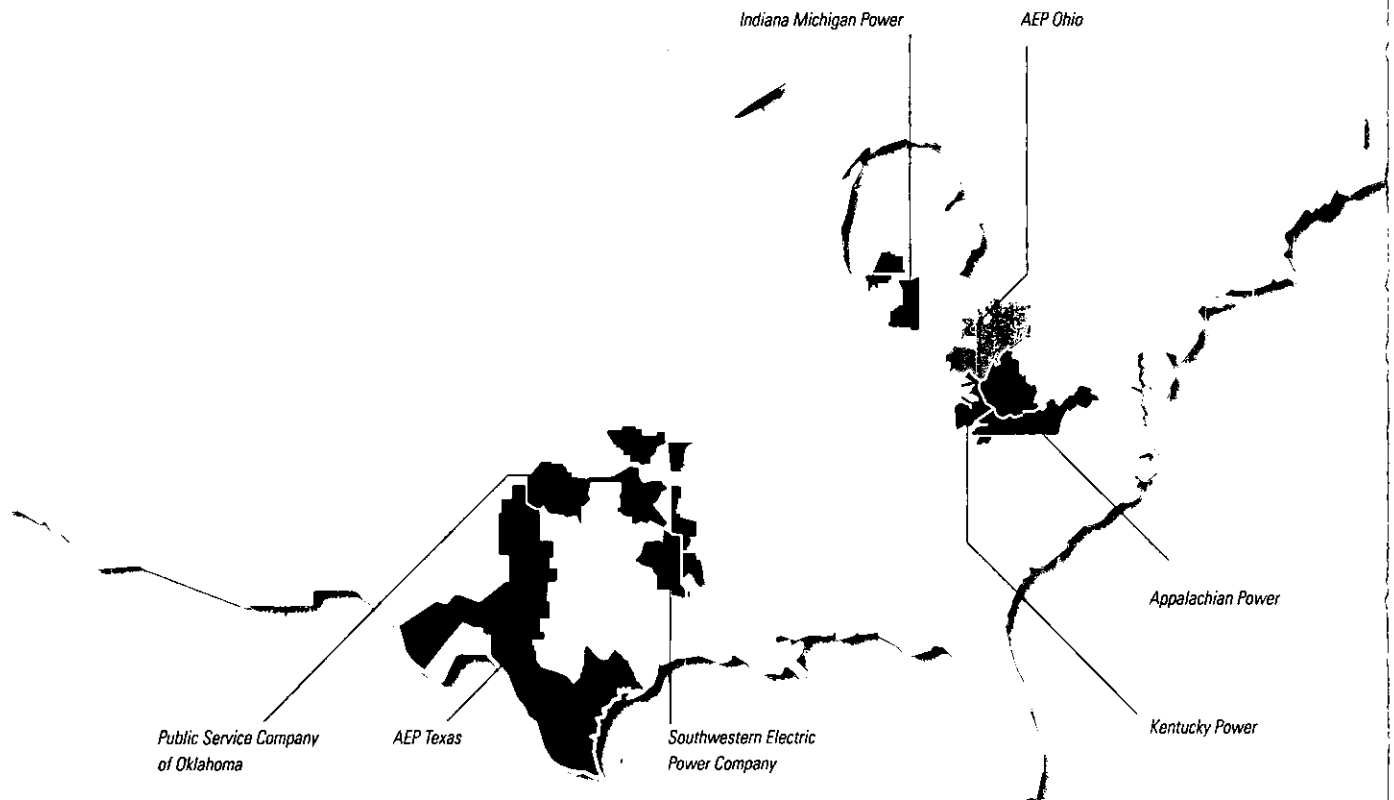 Indiana Michigan Power
AEP Ohio
Appalachian Power
Kentucky Power
Public Service Company
of Oklahoma
AEP Texas
Southwestern Electric
Power Company